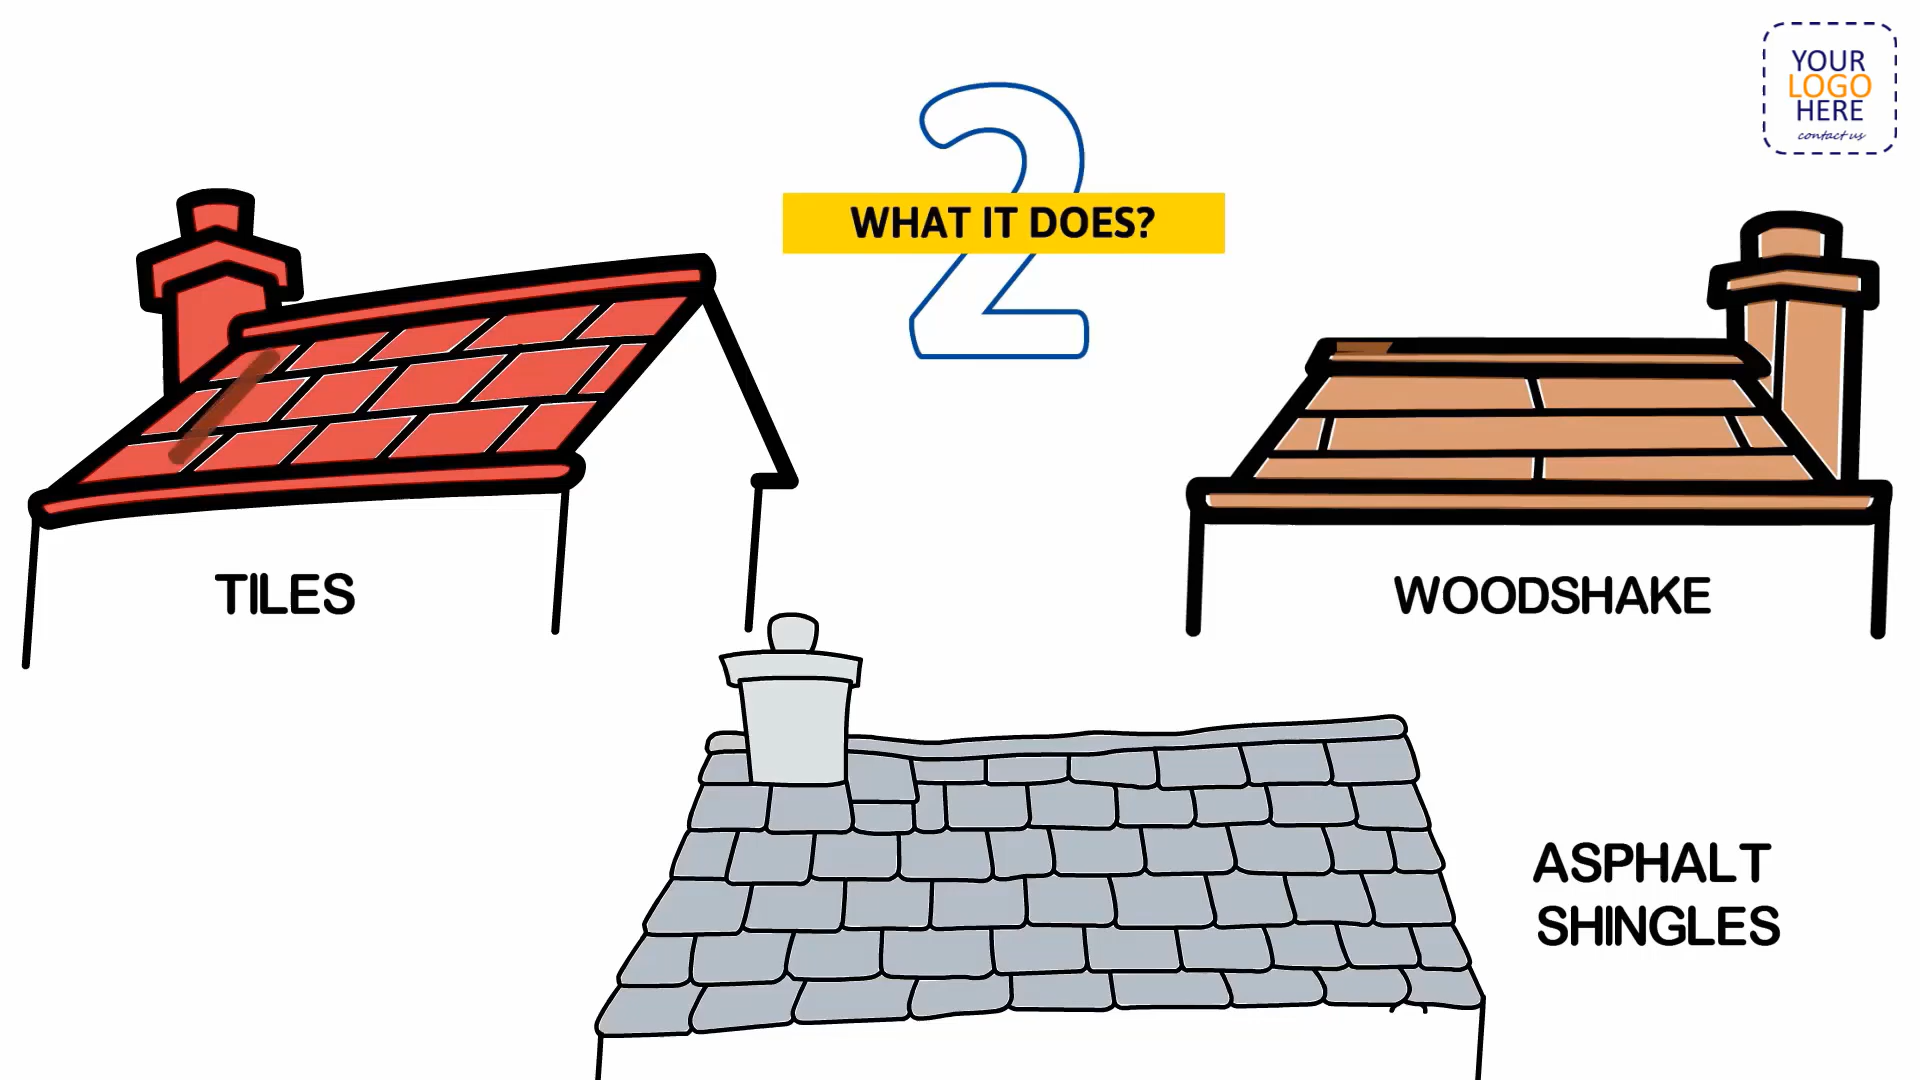 YOUR
LOGO
HERE
contact us
2
WHAT IT DOES?
TILES
WOODSHAKE
ASPHALT
SHINGLES